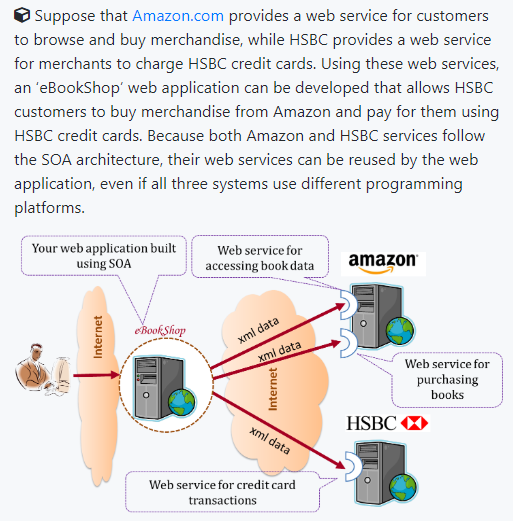 Suppose that Amazon.com provides a web service for customers
to browse and buy merchandise, while HSBC provides a web service
for merchants to charge HSBC credit cards. Using these web services,
an ‘eBookShop’ web application can be developed that allows HSBC
customers to buy merchandise from Amazon and pay for them using
HSBC credit cards. Because both Amazon and HSBC services follow
the SOA architecture, their web services can be reused by the web
application, even if all three systems use different programming
platforms.
Your web application built
using SOA
Web service for
accessing book data
amazon
Internet
eBookShop
xml data
xml data
Internet
Web service for
purchasing
books
xml data
HSBC
Web service for credit card
transactions